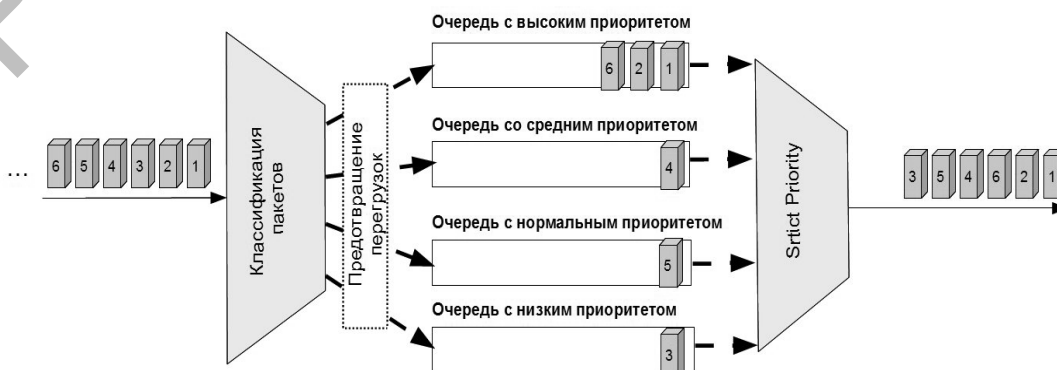 Очередь с высоким приоритетом
6 2 1
Очередь со средним приоритетом
4
... 6 5 4 3 2 1
Классификация
пакетов
Предотвращение
перегрузок
Srtict Priority
3 5 4 6 2 1
Очередь с нормальным приоритетом
5
Очередь с низким приоритетом
3